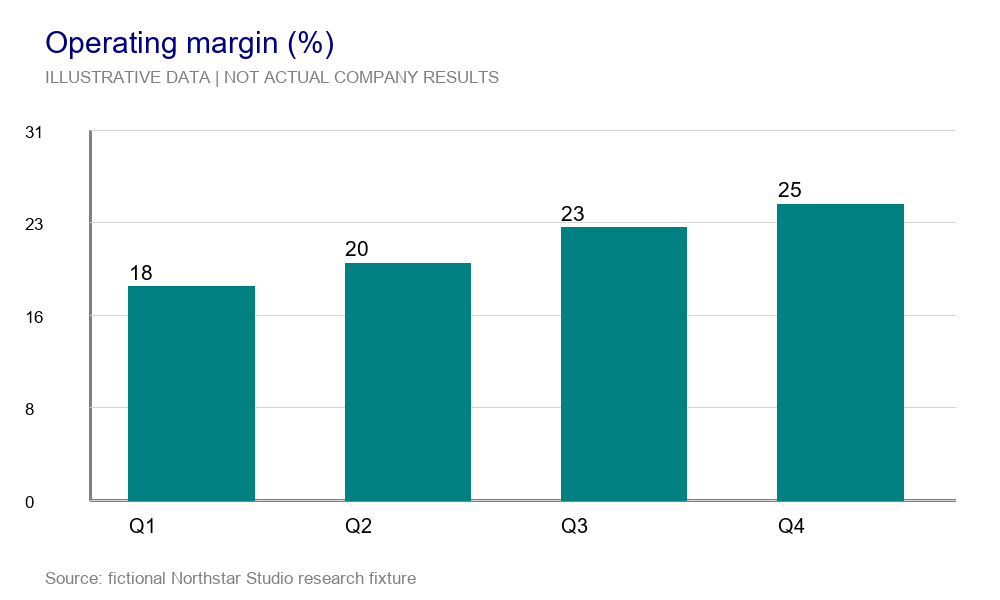 Operating margin (%)
ILLUSTRATIVE DATA | NOT ACTUAL COMPANY RESULTS
31
23
16
8
0
18
20
23
25
Q1 Q2 Q3 Q4
Source: fictional Northstar Studio research fixture